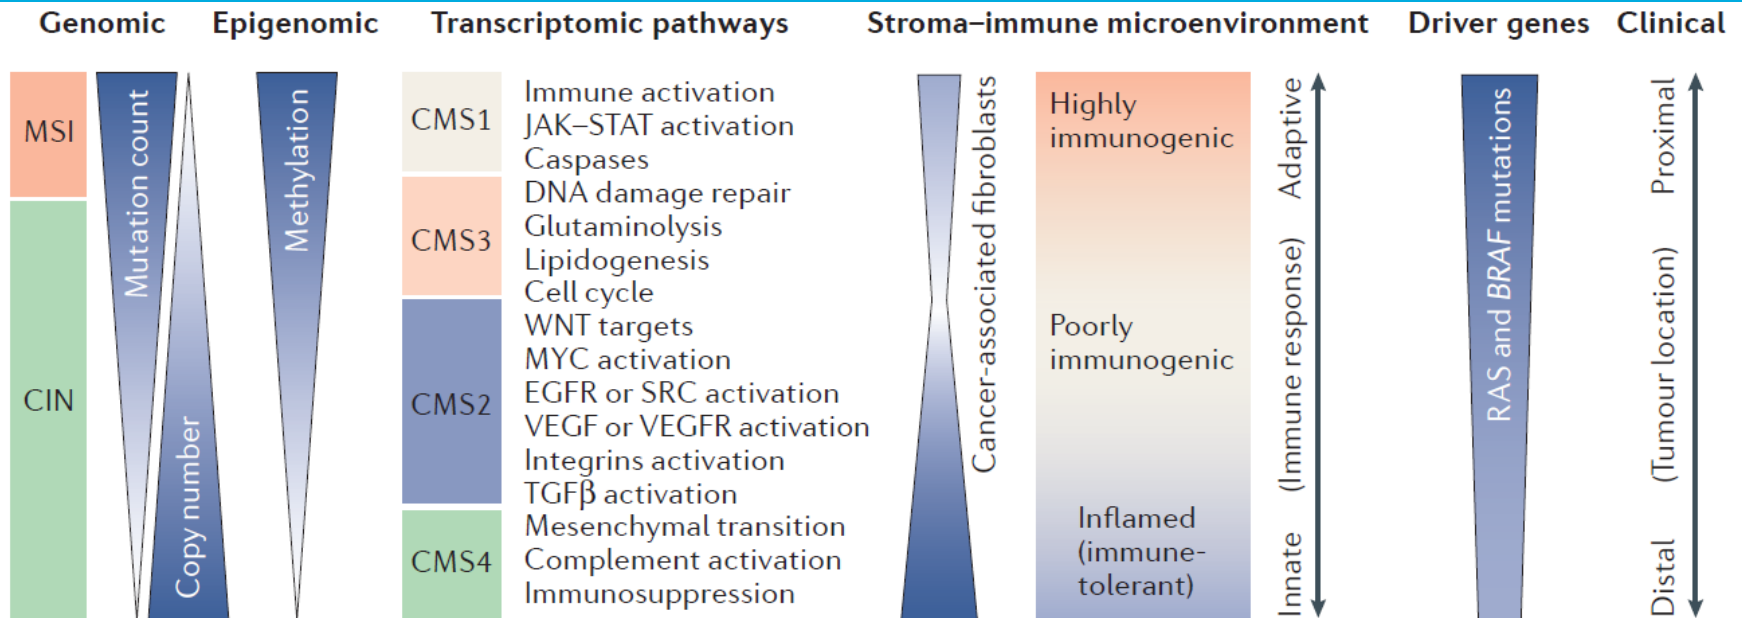 Genomic
Epigenomic
Transcriptomic pathways
Stroma–immune microenvironment
Driver genes
Clinical
MSI
CIN
Mutation count
Copy number
Methylation
CMS1
CMS3
CMS2
CMS4
Immune activation
JAK–STAT activation
Caspases
DNA damage repair
Glutaminolysis
Lipidogenesis
Cell cycle
WNT targets
MYC activation
EGFR or SRC activation
VEGF or VEGFR activation
Integrins activation
TGFβ activation
Mesenchymal transition
Complement activation
Immunosuppression
Cancer-associated fibroblasts
Highly
immunogenic
Poorly
immunogenic
Inflamed
(immune-
tolerant)
Innate (Immune response) Adaptive
RAS and BRAF mutations
Distal (Tumour location) Proximal